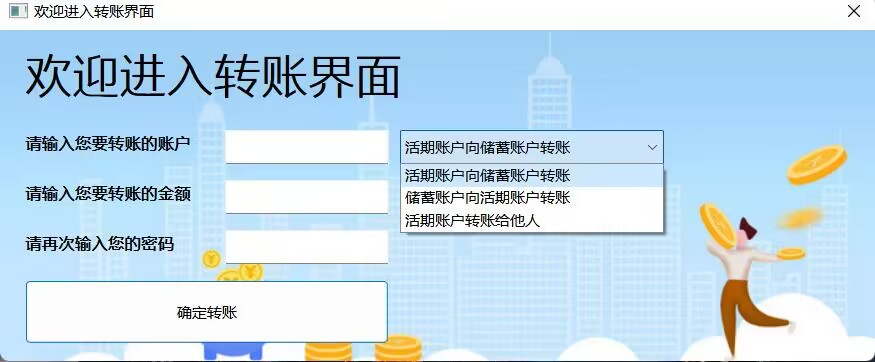 欢迎进入转账界面
欢迎进入转账界面
请输入您要转账的账户
活期账户向储蓄账户转账
活期账户向储蓄账户转账
储蓄账户向活期账户转账
活期账户转账给他人
请输入您要转账的金额
请再次输入您的密码
确定转账